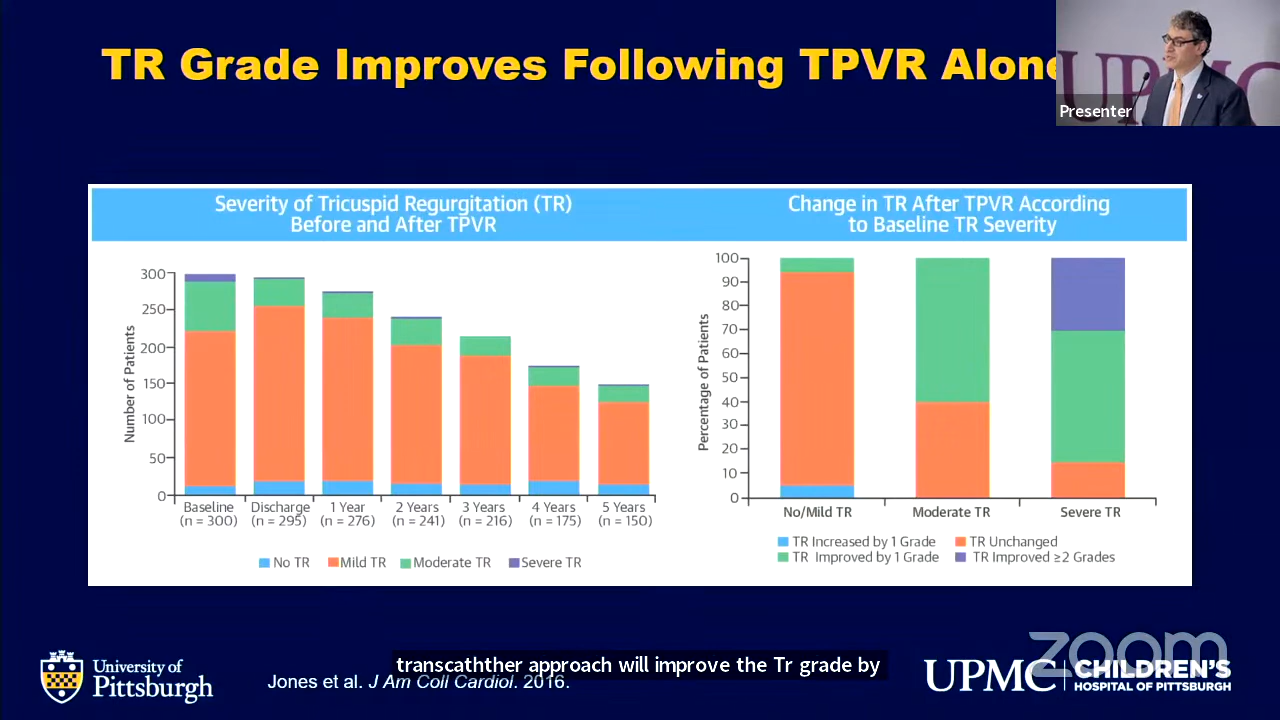 TR Grade Improves Following TPVR Alone
UPMC
Presenter
Severity of Tricuspid Regurgitation (TR)
Before and After TPVR
Number of Patients
300
250
200
150
100
50
0
Baseline
(n = 300)
Discharge
(n = 295)
1 Year
(n = 276)
2 Years
(n = 241)
3 Years
(n = 216)
4 Years
(n = 175)
5 Years
(n = 150)
No TR
Mild TR
Moderate TR
Severe TR
Change in TR After TPVR According
to Baseline TR Severity
Percentage of Patients
100
90
80
70
60
50
40
30
20
10
0
No/Mild TR
Moderate TR
Severe TR
TR Increased by 1 Grade
TR Unchanged
TR Improved by 1 Grade
TR Improved ≥2 Grades
zoom
transcathther approach will improve the Tr grade by
University of
Pittsburgh
Jones et al. J Am Coll Cardiol. 2016.
UPMC
CHILDREN'S
HOSPITAL OF PITTSBURGH